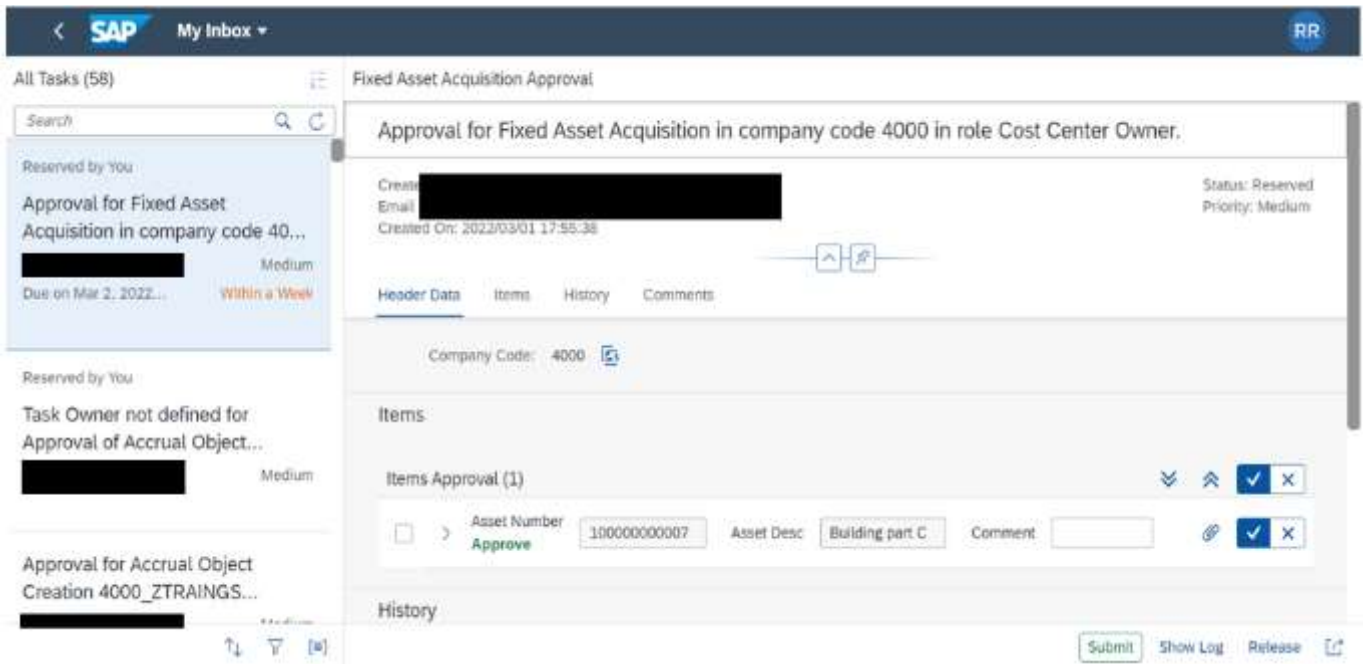 SAP My Inbox
RR
All Tasks (58)
Search
Reserved by You
Approval for Fixed Asset
Acquisition in company code 40...
Medium
Due on Mar 2, 2022... Within a Week
Reserved by You
Task Owner not defined for
Approval of Accrual Object...
Medium
Approval for Accrual Object
Creation 4000_ZTRAINGS...
Fixed Asset Acquisition Approval
Approval for Fixed Asset Acquisition in company code 4000 in role Cost Center Owner.
Create
Email
Created On: 2022/03/01 17:55:38
Status: Reserved
Priority: Medium
Header Data Items History Comments
Company Code: 4000
Items
Items Approval (1)
Asset Number 100000000007 Asset Desc Building part C Comment
Approve
History
Submit Show Log Release